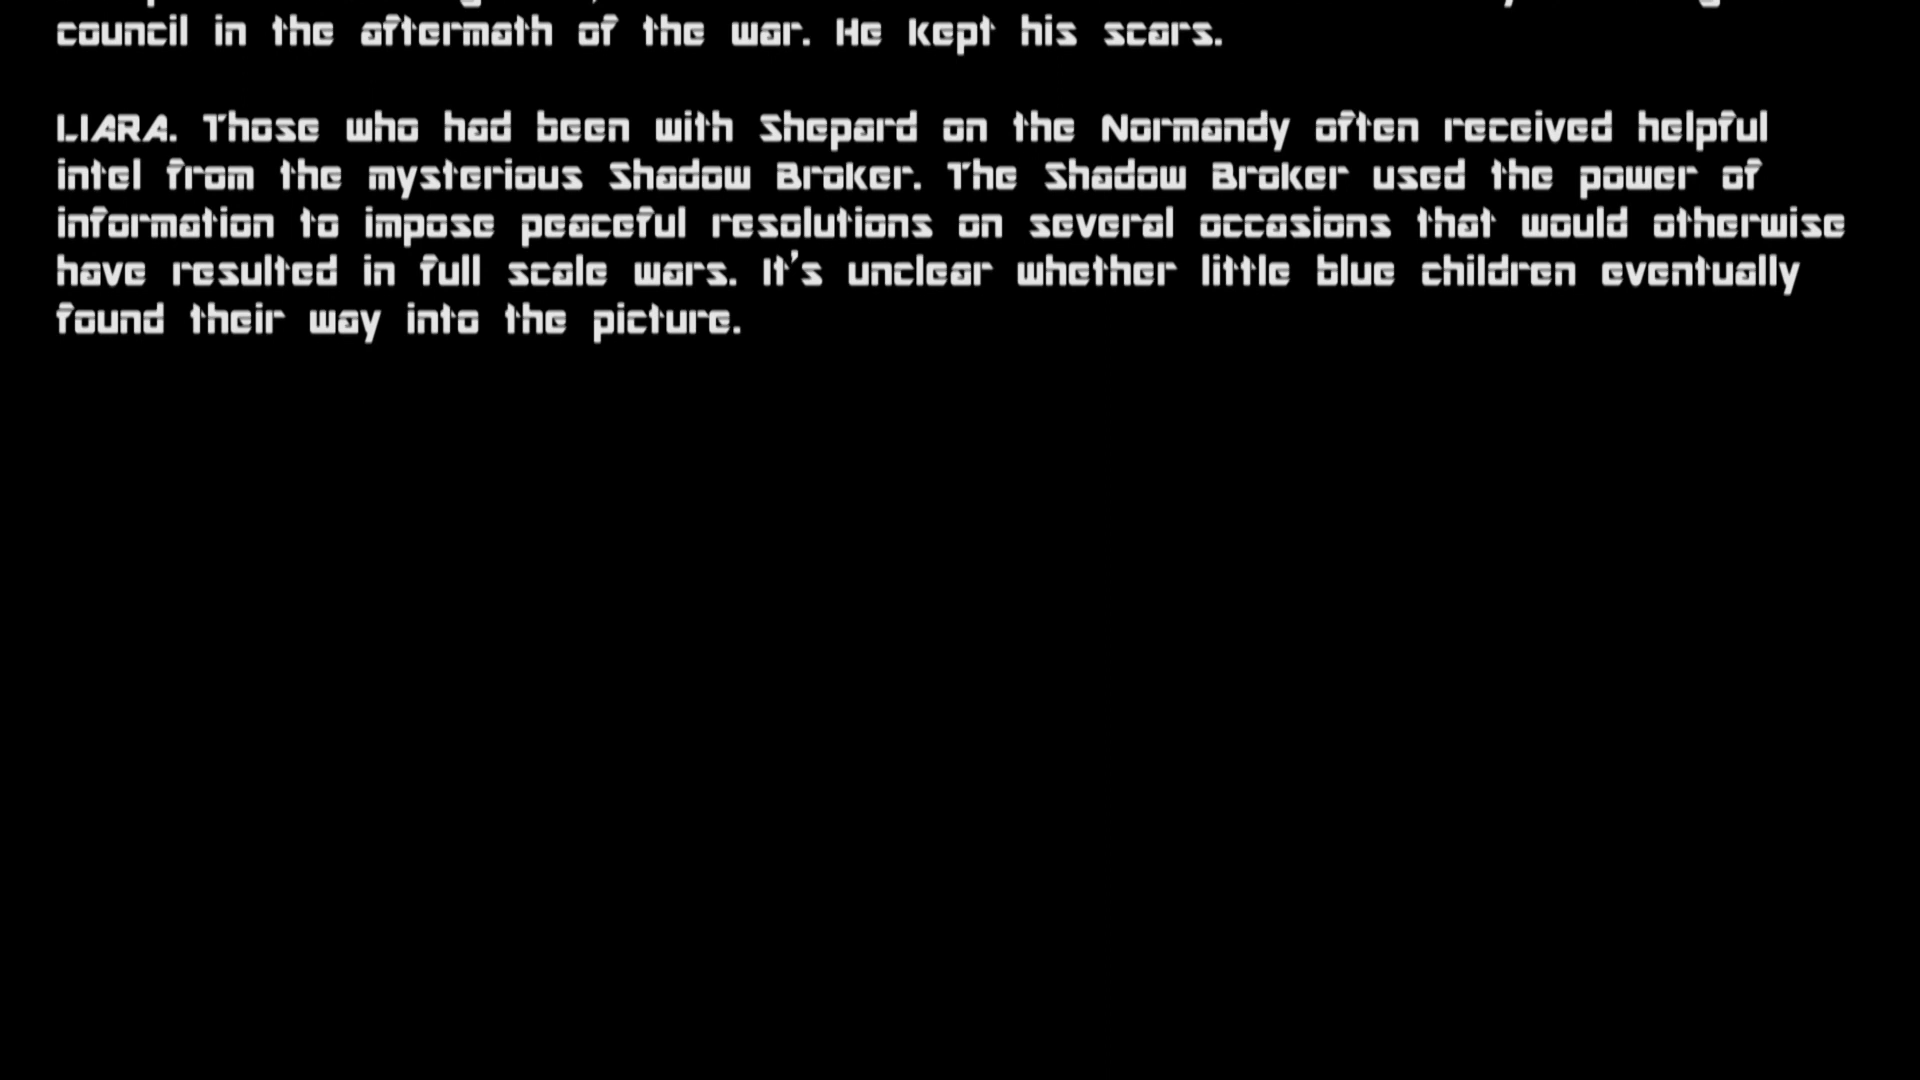 council in the aftermath of the war. He kept his scars.
LIARA. Those who had been with Shepard on the Normandy often received helpful
intel from the mysterious Shadow Broker. The Shadow Broker used the power of
information to impose peaceful resolutions on several occasions that would otherwise
have resulted in full scale wars. It's unclear whether little blue children eventually
found their way into the picture.